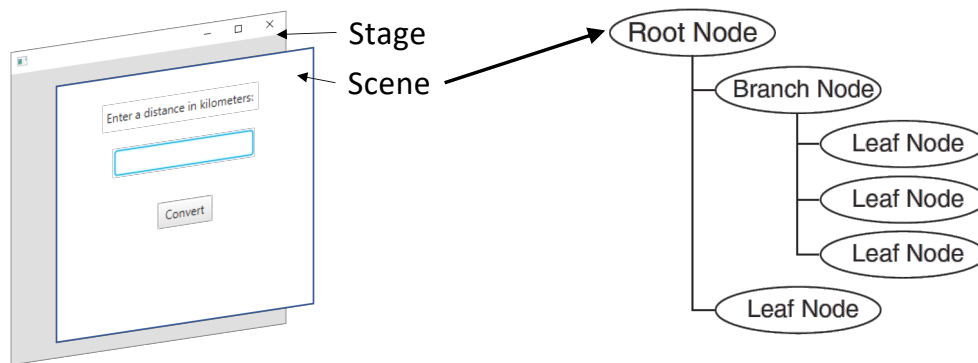 Stage
Scene
Enter a distance in kilometers:
Convert
Root Node
Branch Node
Leaf Node
Leaf Node
Leaf Node
Leaf Node